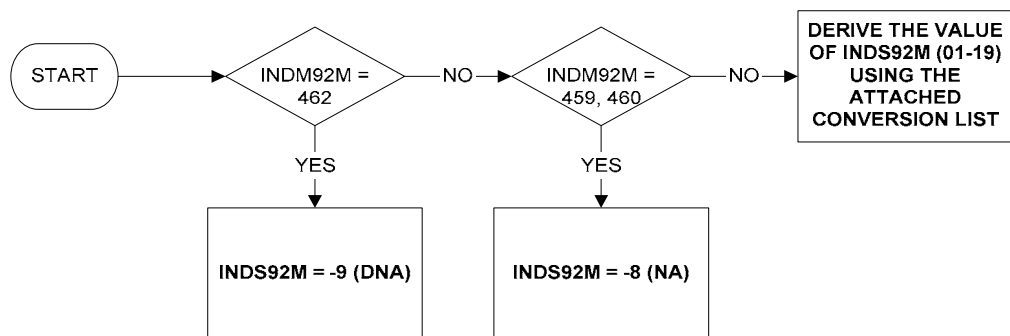 START
INDM92M =
462
NO
INDM92M =
459, 460
NO
DERIVE THE VALUE
OF INDS92M (01-19)
USING THE
ATTACHED
CONVERSION LIST
YES
YES
INDS92M = -9 (DNA)
INDS92M = -8 (NA)